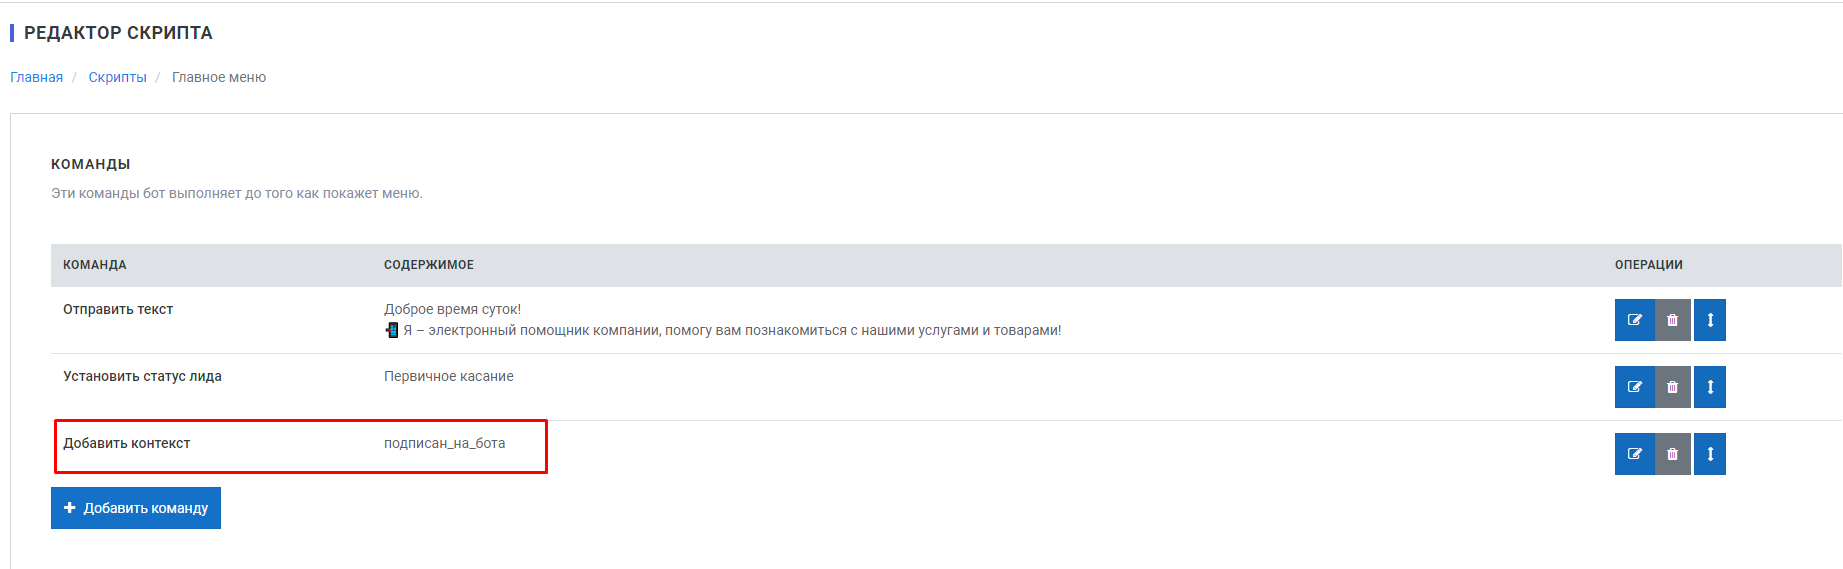 РЕДАКТОР СКРИПТА
Главная / Скрипты / Главное меню
КОМАНДЫ
Эти команды бот выполняет до того как покажет меню.
КОМАНДА СОДЕРЖИМОЕ ОПЕРАЦИИ
Отправить текст Доброе время суток!
Я – электронный помощник компании, помогу вам познакомиться с нашими услугами и товарами!
Установить статус лида Первичное касание
Добавить контекст подписан_на_бота
Добавить команду